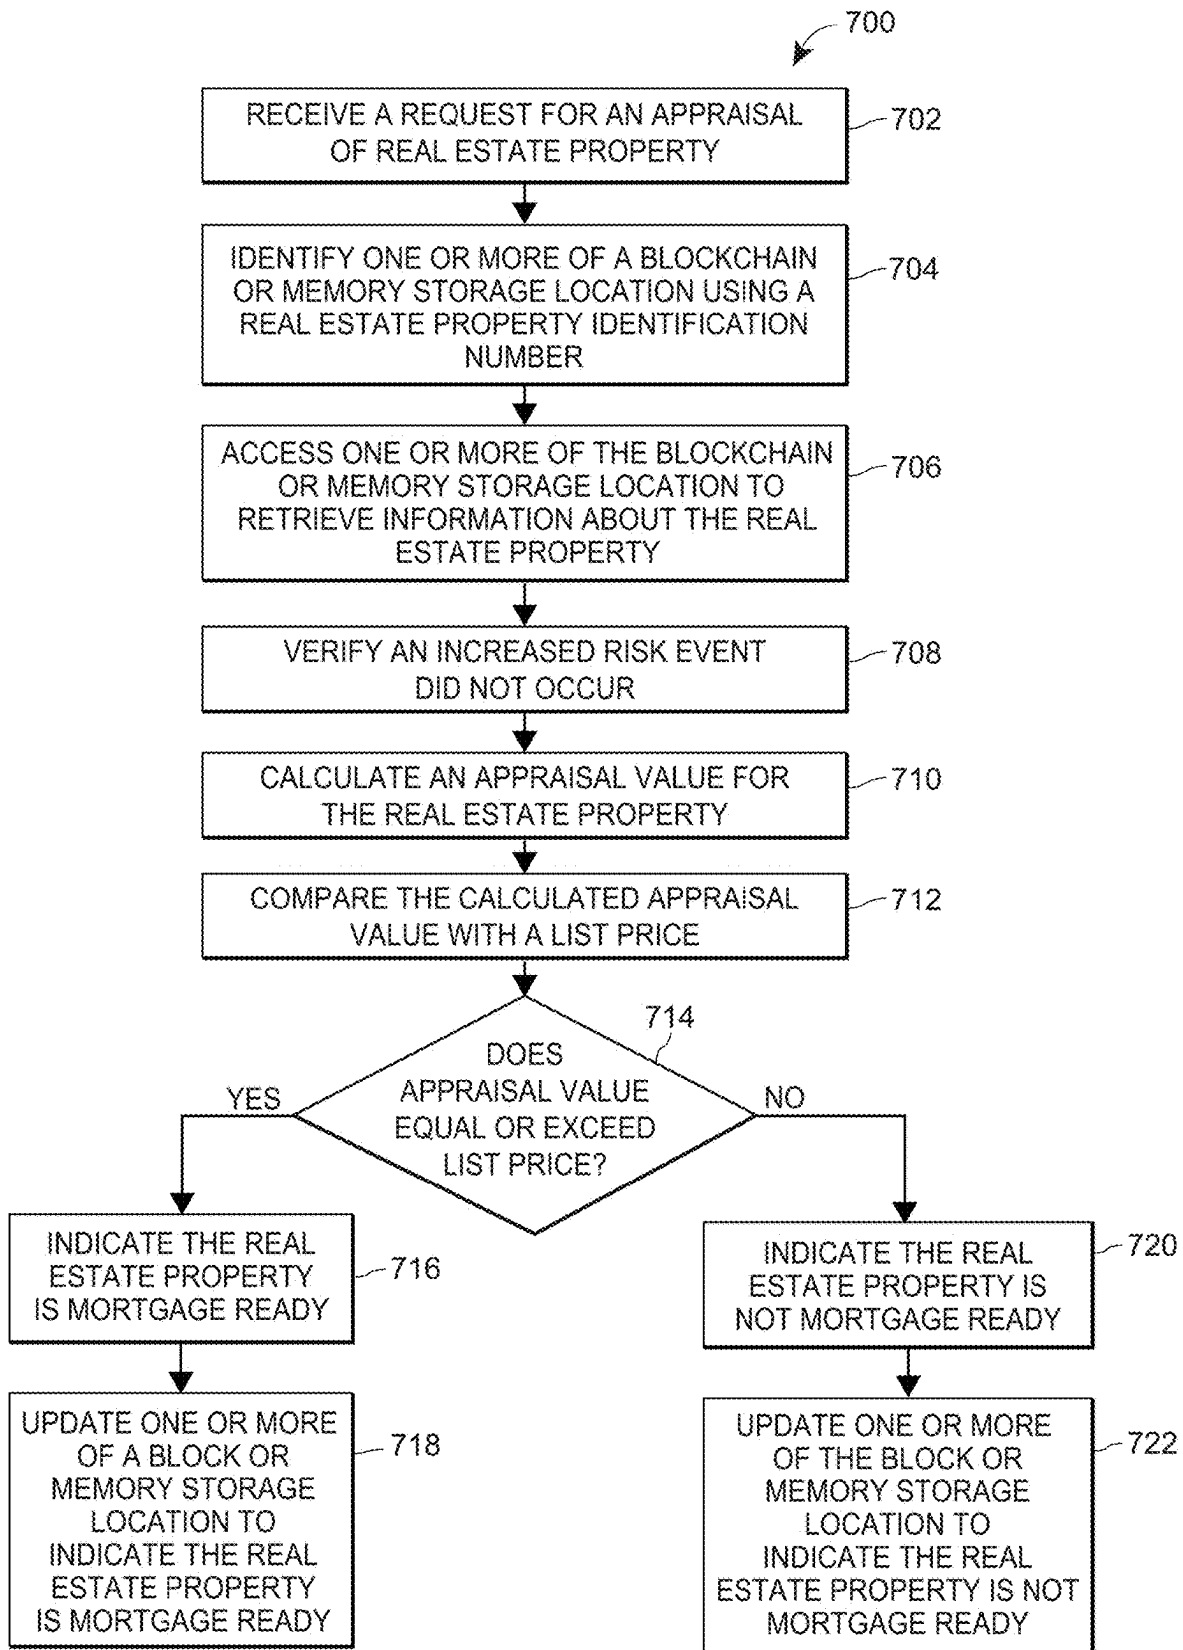 700
RECEIVE A REQUEST FOR AN APPRAISAL
OF REAL ESTATE PROPERTY
702
IDENTIFY ONE OR MORE OF A BLOCKCHAIN
OR MEMORY STORAGE LOCATION USING A
REAL ESTATE PROPERTY IDENTIFICATION
NUMBER
704
ACCESS ONE OR MORE OF THE BLOCKCHAIN
OR MEMORY STORAGE LOCATION TO
RETRIEVE INFORMATION ABOUT THE REAL
ESTATE PROPERTY
706
VERIFY AN INCREASED RISK EVENT
DID NOT OCCUR
708
CALCULATE AN APPRAISAL VALUE FOR
THE REAL ESTATE PROPERTY
710
COMPARE THE CALCULATED APPRAISAL
VALUE WITH A LIST PRICE
712
714
DOES
APPRAISAL VALUE
EQUAL OR EXCEED
LIST PRICE?
YES
NO
INDICATE THE REAL
ESTATE PROPERTY
IS MORTGAGE READY
716
UPDATE ONE OR MORE
OF A BLOCK OR
MEMORY STORAGE
LOCATION TO
INDICATE THE REAL
ESTATE PROPERTY
IS MORTGAGE READY
718
INDICATE THE REAL
ESTATE PROPERTY IS
NOT MORTGAGE READY
720
UPDATE ONE OR MORE
OF THE BLOCK OR
MEMORY STORAGE
LOCATION TO
INDICATE THE REAL
ESTATE PROPERTY IS NOT
MORTGAGE READY
722